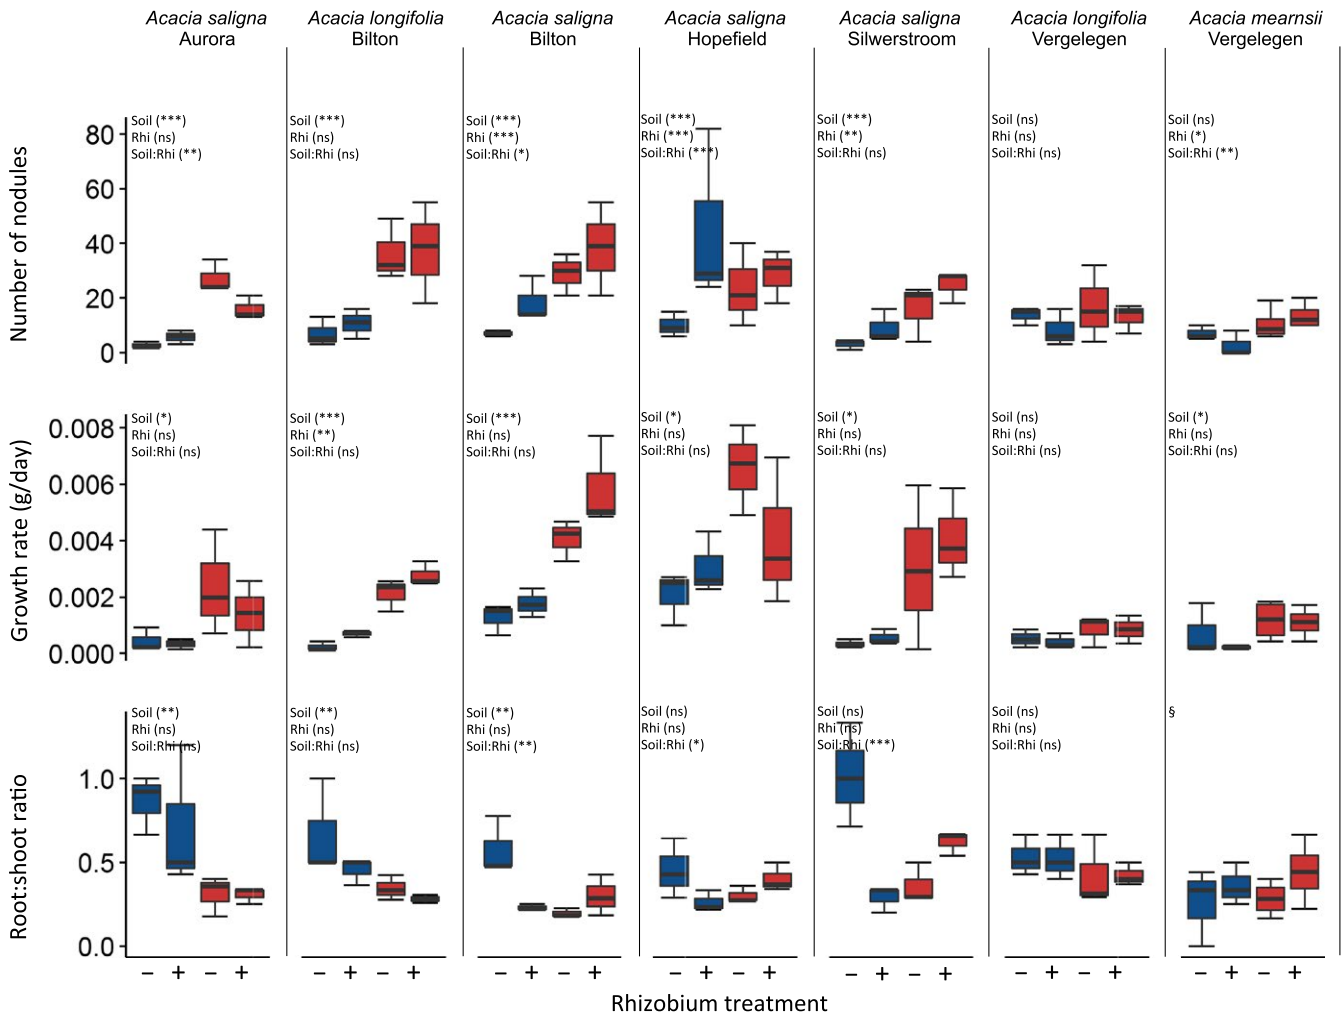 Acacia saligna
Aurora
Acacia longifolia
Bilton
Acacia saligna
Bilton
Acacia saligna
Hopefield
Acacia saligna
Silwerstroom
Acacia longifolia
Vergelegen
Acacia mearnsii
Vergelegen
Number of nodules
80
60
40
20
0
Soil (***)
Rhi (ns)
Soil:Rhi (**)
Soil (***)
Rhi (ns)
Soil:Rhi (ns)
Soil (***)
Rhi (***)
Soil:Rhi (*)
Soil (***)
Rhi (***)
Soil:Rhi (***)
Soil (***)
Rhi (**)
Soil:Rhi (ns)
Soil (ns)
Rhi (ns)
Soil:Rhi (ns)
Soil (ns)
Rhi (*)
Soil:Rhi (**)
Growth rate (g/day)
0.008
0.006
0.004
0.002
0.000
Soil (*)
Rhi (ns)
Soil:Rhi (ns)
Soil (***)
Rhi (**)
Soil:Rhi (ns)
Soil (***)
Rhi (ns)
Soil:Rhi (ns)
Soil (*)
Rhi (ns)
Soil:Rhi (ns)
Soil (*)
Rhi (ns)
Soil:Rhi (ns)
Soil (ns)
Rhi (ns)
Soil:Rhi (ns)
Soil (*)
Rhi (ns)
Soil:Rhi (ns)
Root:shoot ratio
1.0
0.5
0.0
Soil (**)
Rhi (ns)
Soil:Rhi (ns)
Soil (**)
Rhi (ns)
Soil:Rhi (ns)
Soil (**)
Rhi (ns)
Soil:Rhi (**)
Soil (ns)
Rhi (ns)
Soil:Rhi (*)
Soil (ns)
Rhi (ns)
Soil:Rhi (***)
Soil (ns)
Rhi (ns)
Soil:Rhi (ns)
§
– + – + – + – + – + – + – + – + – + – + – + – + – + – +
Rhizobium treatment